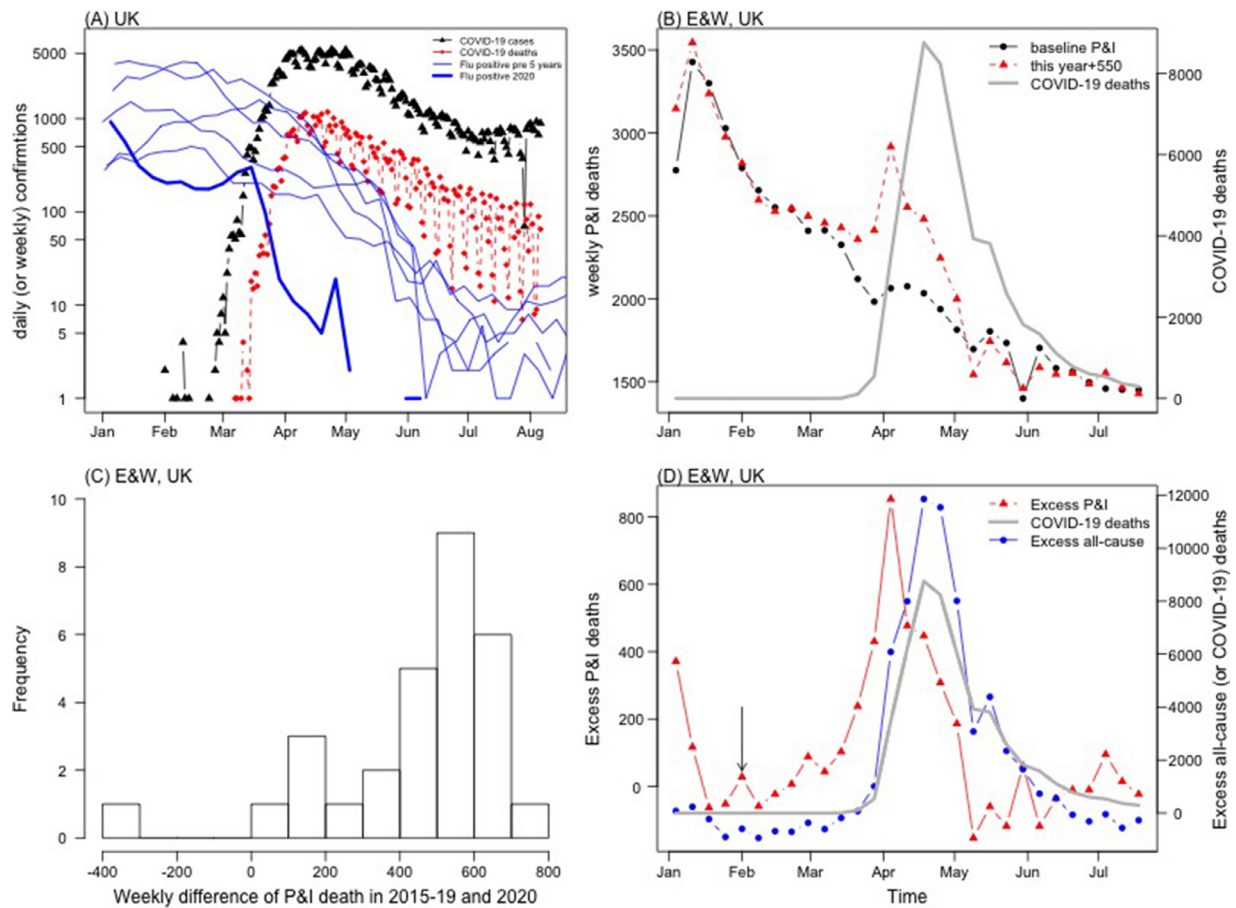 (A) UK
5000
1000
500
100
50
10
5
1
daily (or weekly) confirmations
COVID-19 cases
COVID-19 deaths
Flu positive pre 5 years
Flu positive 2020
Jan Feb Mar Apr May Jun Jul Aug
(B) E&W, UK
3500
3000
2500
2000
1500
weekly P&I deaths
baseline P&I
this year+550
COVID-19 deaths
8000
6000
4000
2000
0
COVID-19 deaths
Jan Feb Mar Apr May Jun Jul
(C) E&W, UK
10
8
6
4
2
0
Frequency
-400 -200 0 200 400 600 800
Weekly difference of P&I death in 2015-19 and 2020
(D) E&W, UK
800
600
400
200
0
Excess P&I deaths
Excess P&I
COVID-19 deaths
Excess all-cause
12000
10000
8000
6000
4000
2000
0
Excess all-cause (or COVID-19) deaths
Jan Feb Mar Apr May Jun Jul
Time